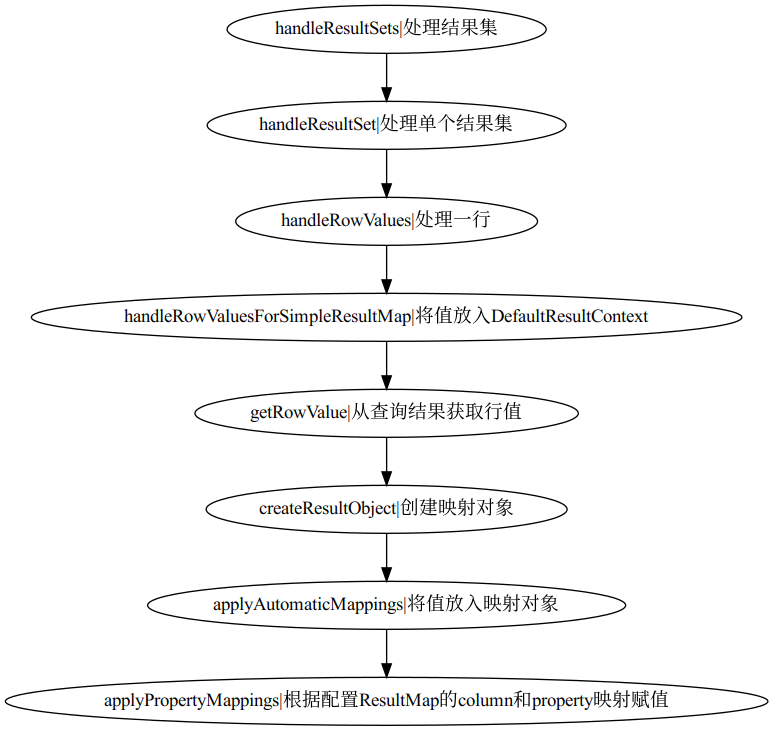 handleResultSets|处理结果集
handleResultSet|处理单个结果集
handleRowValues|处理一行
handleRowValuesForSimpleResultMap|将值放入DefaultResultContext
getRowValue|从查询结果获取行值
createResultObject|创建映射对象
applyAutomaticMappings|将值放入映射对象
applyPropertyMappings|根据配置ResultMap的column和property映射赋值